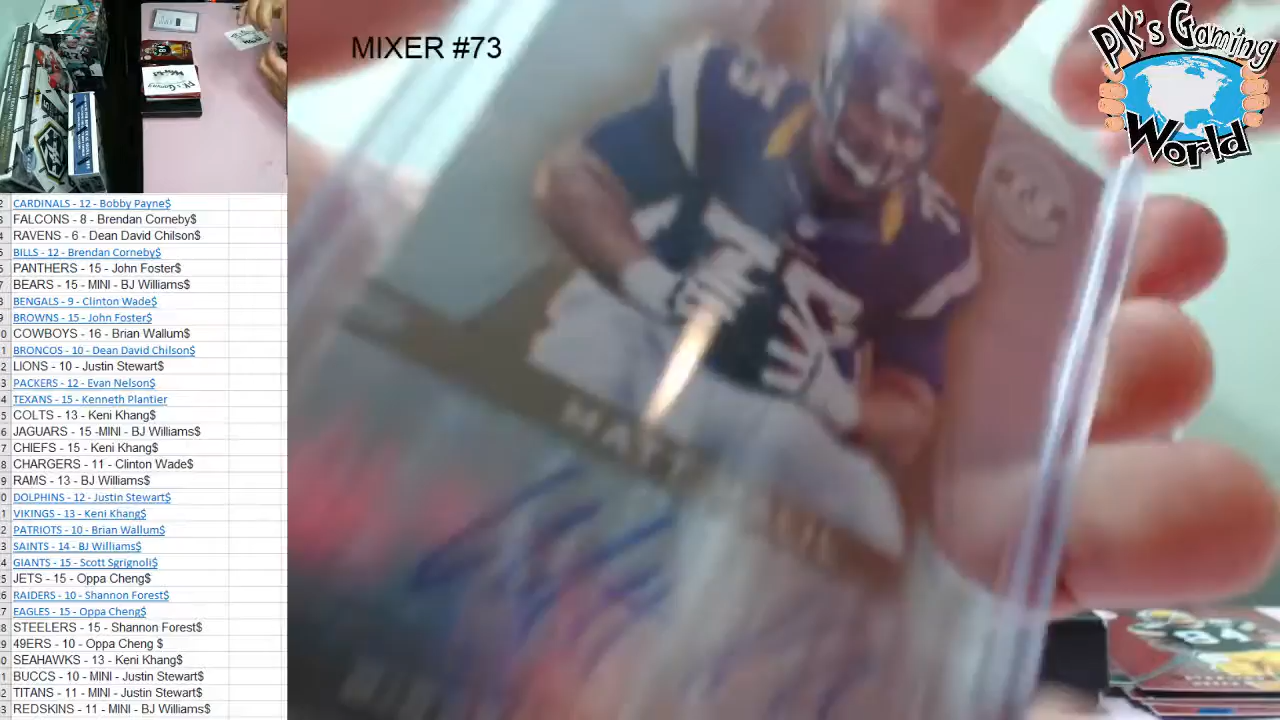 MIXER #73
PK's Gaming
World
CARDINALS - 12 - Bobby Payne$
FALCONS - 8 - Brendan Corneby$
RAVENS - 6 - Dean David Chilson$
BILLS - 12 - Brendan Corneby$
PANTHERS - 15 - John Foster$
BEARS - 15 - MINI - BJ Williams$
BENGALS - 9 - Clinton Wade$
BROWNS - 15 - John Foster$
COWBOYS - 16 - Brian Wallum$
BRONCOS - 10 - Dean David Chilson$
LIONS - 10 - Justin Stewart$
PACKERS - 12 - Evan Nelson$
TEXANS - 15 - Kenneth Plantier
COLTS - 13 - Keni Khang$
JAGUARS - 15 -MINI - BJ Williams$
CHIEFS - 15 - Keni Khang$
CHARGERS - 11 - Clinton Wade$
RAMS - 13 - BJ Williams$
DOLPHINS - 12 - Justin Stewart$
VIKINGS - 13 - Keni Khang$
PATRIOTS - 10 - Brian Wallum$
SAINTS - 14 - BJ Williams$
GIANTS - 15 - Scott Sgrignoli$
JETS - 15 - Oppa Cheng$
RAIDERS - 10 - Shannon Forest$
EAGLES - 15 - Oppa Cheng$
STEELERS - 15 - Shannon Forest$
49ERS - 10 - Oppa Cheng $
SEAHAWKS - 13 - Keni Khang$
BUCCS - 10 - MINI - Justin Stewart$
TITANS - 11 - MINI - Justin Stewart$
REDSKINS - 11 - MINI - BJ Williams$
MATT